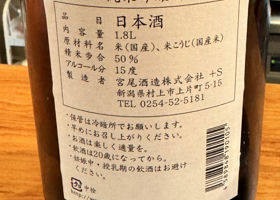 品目 日本酒
内容量 1.8L
原材料名 米(国産)、米こうじ(国産米)
精米歩合 50%
アルコール分 15度
製造者 宮尾酒造株式会社 +S
新潟県村上市上片町5-15
TEL 0254-52-5181
・保管は冷暗所でお願いします。
・早めにお召し上がりください。
・お酒は楽しく適量を。
・飲酒は20歳になってから。
・妊娠中・授乳期の飲酒はお避け
ください。
4989848190305